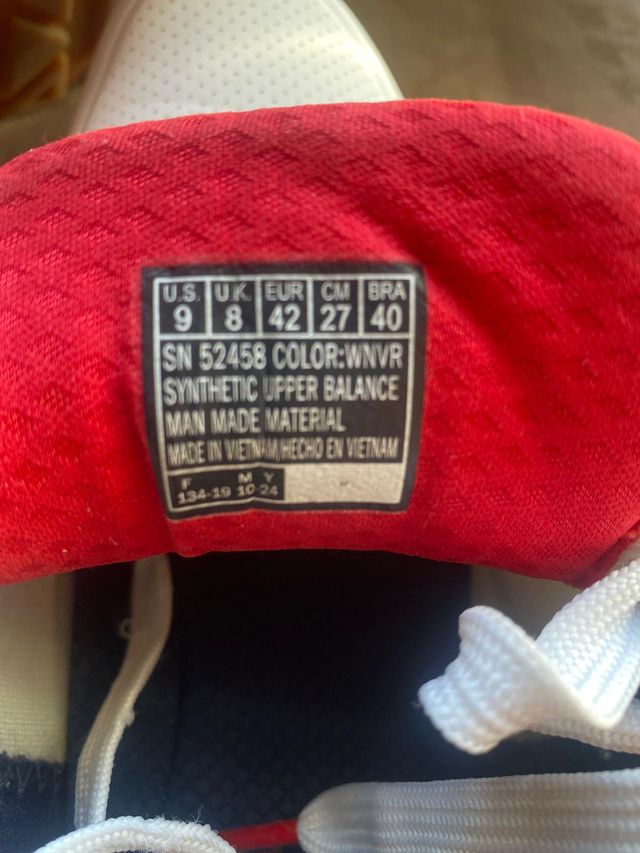 U.S. U.K. EUR CM BRA
9 8 42 27 40
SN 52458 COLOR:WNVR
SYNTHETIC UPPER BALANCE
MAN MADE MATERIAL
MADE IN VIETNAM/HECHO EN VIETNAM
F M Y
134-19 10-24